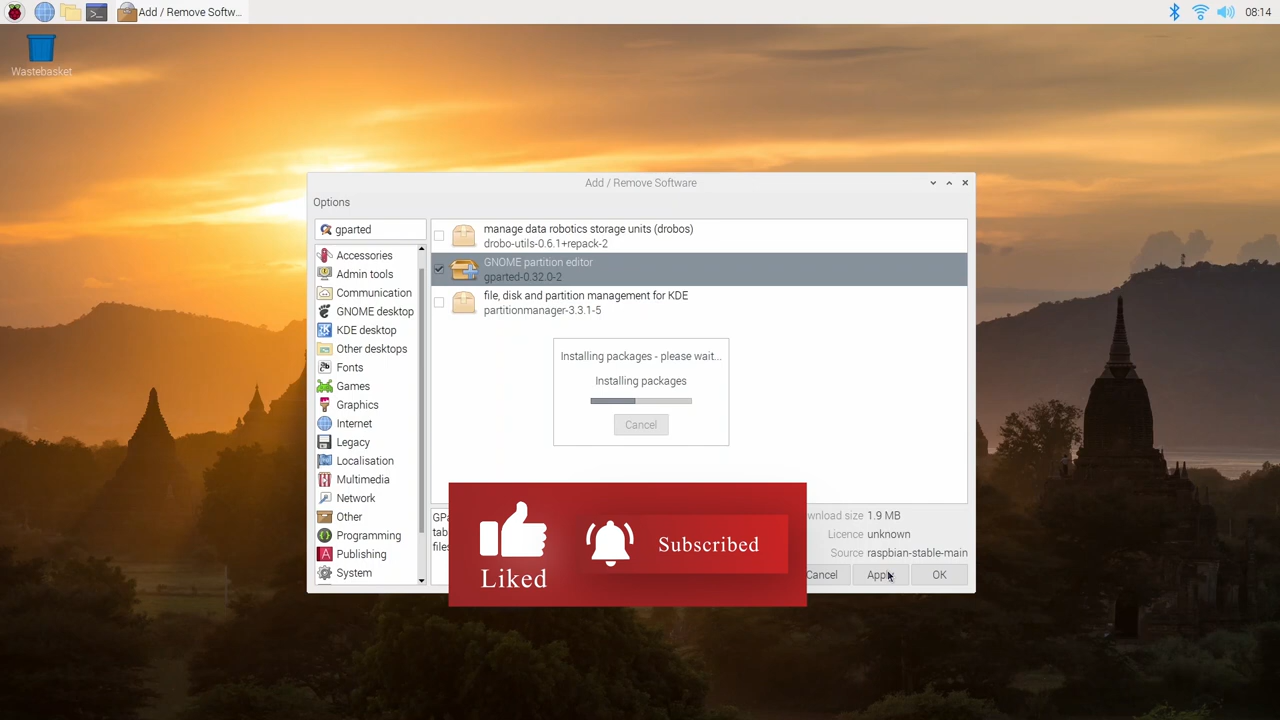 Add / Remove Softw...
08:14
Wastebasket
Add / Remove Software
Options
gparted
Accessories
Admin tools
Communication
GNOME desktop
KDE desktop
Other desktops
Fonts
Games
Graphics
Internet
Legacy
Localisation
Multimedia
Network
Other
Programming
Publishing
System
manage data robotics storage units (drobos)
drobo-utils-0.6.1+repack-2
GNOME partition editor
gparted-0.32.0-2
file, disk and partition management for KDE
partitionmanager-3.3.1-5
Installing packages - please wait...
Installing packages
Cancel
Liked
Subscribed
size 1.9 MB
Licence unknown
Source raspbian-stable-main
Cancel
OK